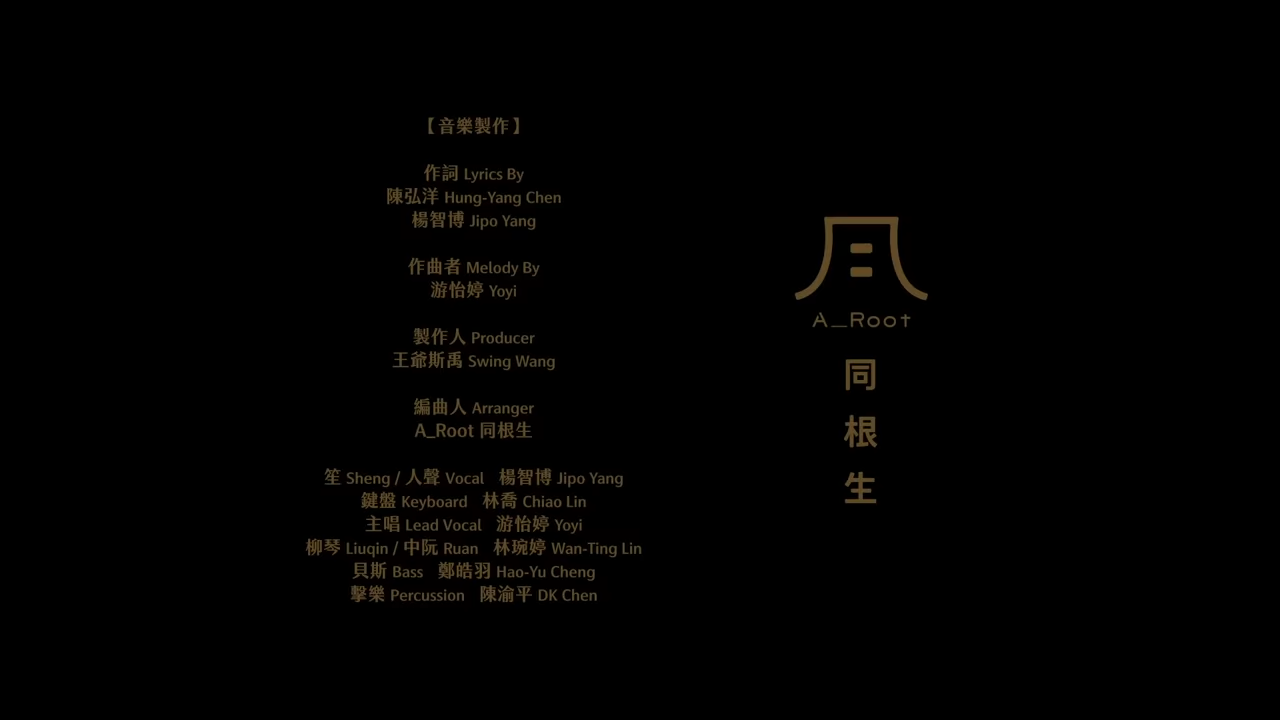 【音樂製作】
作詞 Lyrics By
陳弘洋 Hung-Yang Chen
楊智博 Jipo Yang
作曲者 Melody By
游怡婷 Yoyi
製作人 Producer
王爺斯禹 Swing Wang
編曲人 Arranger
A_Root 同根生
笙 Sheng / 人聲 Vocal 楊智博 Jipo Yang
鍵盤 Keyboard 林喬 Chiao Lin
主唱 Lead Vocal 游怡婷 Yoyi
柳琴 Liuqin / 中阮 Ruan 林琬婷 Wan-Ting Lin
貝斯 Bass 鄭皓羽 Hao-Yu Cheng
擊樂 Percussion 陳渝平 DK Chen
A_Root
同
根
生